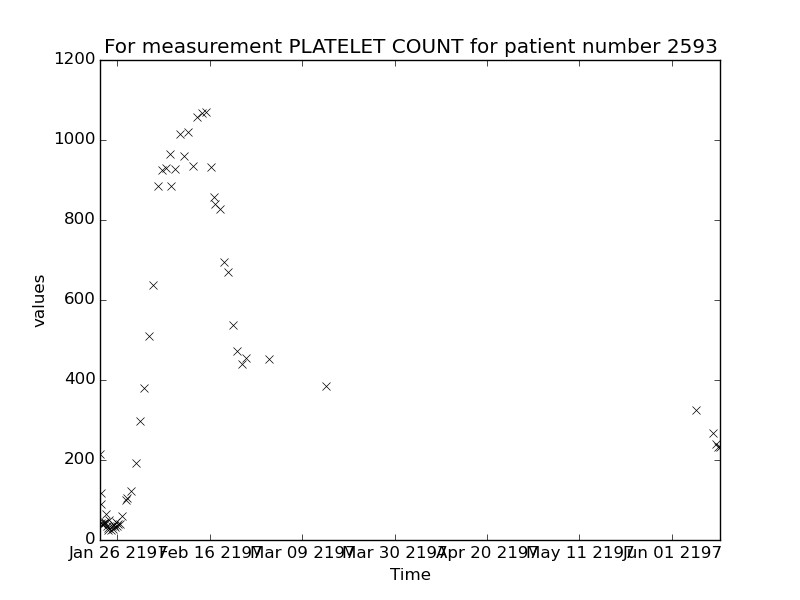 For measurement PLATELET COUNT for patient number 2593
1200
1000
800
600
400
200
0
values
Jan 26 2197 Feb 16 2197 Mar 09 2197 Mar 30 2197 Apr 20 2197 May 11 2197 Jun 01 2197
Time